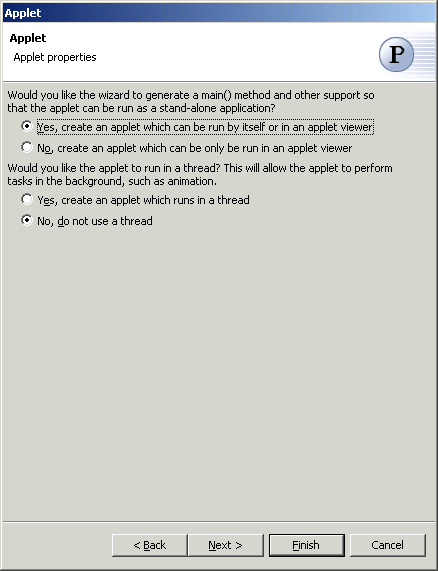 Applet
Applet
Applet properties
P
Would you like the wizard to generate a main() method and other support so
that the applet can be run as a stand-alone application?
Yes, create an applet which can be run by itself or in an applet viewer
No, create an applet which can be only be run in an applet viewer
Would you like the applet to run in a thread? This will allow the applet to perform
tasks in the background, such as animation.
Yes, create an applet which runs in a thread
No, do not use a thread
< Back
Next >
Finish
Cancel